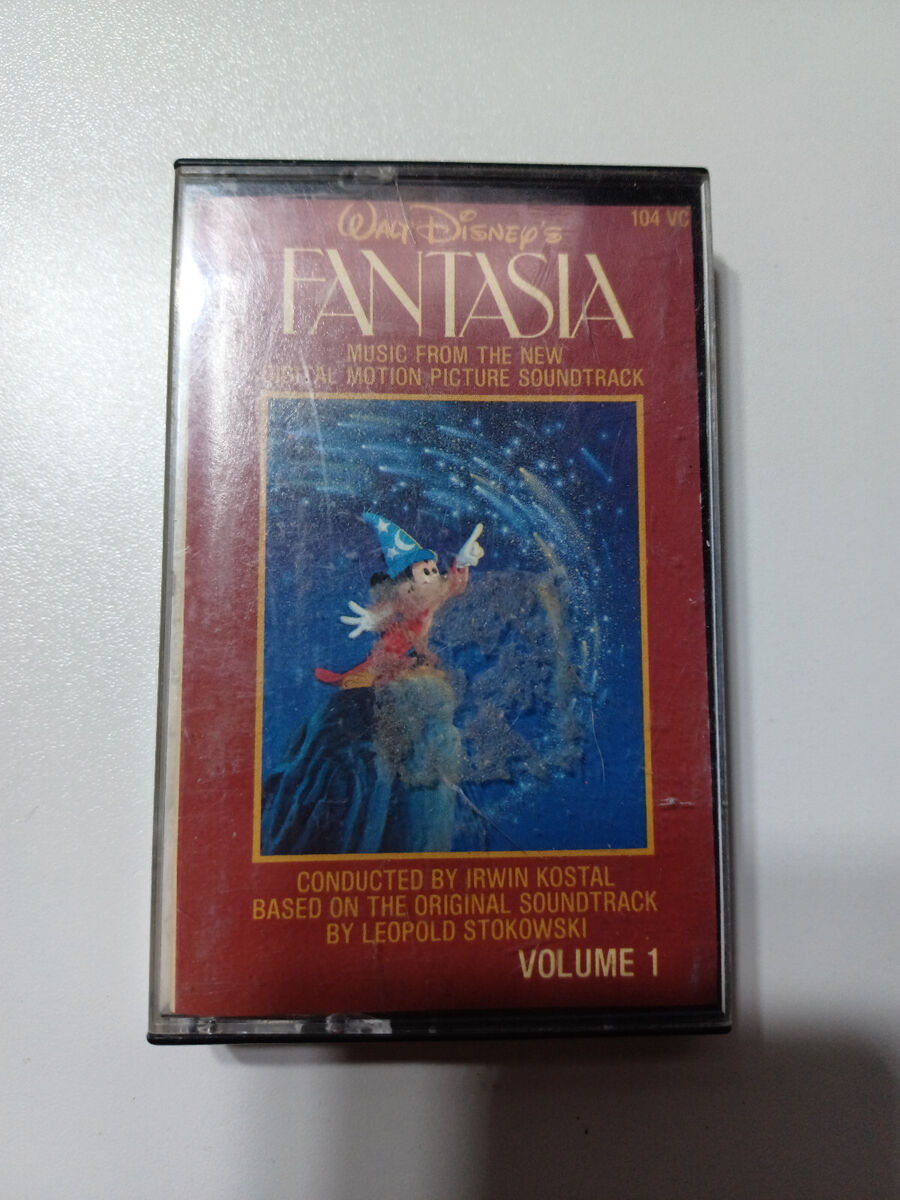 WALT DISNEY'S
104 VC
FANTASIA
MUSIC FROM THE NEW
DIGITAL MOTION PICTURE SOUNDTRACK
CONDUCTED BY IRWIN KOSTAL
BASED ON THE ORIGINAL SOUNDTRACK
BY LEOPOLD STOKOWSKI
VOLUME 1